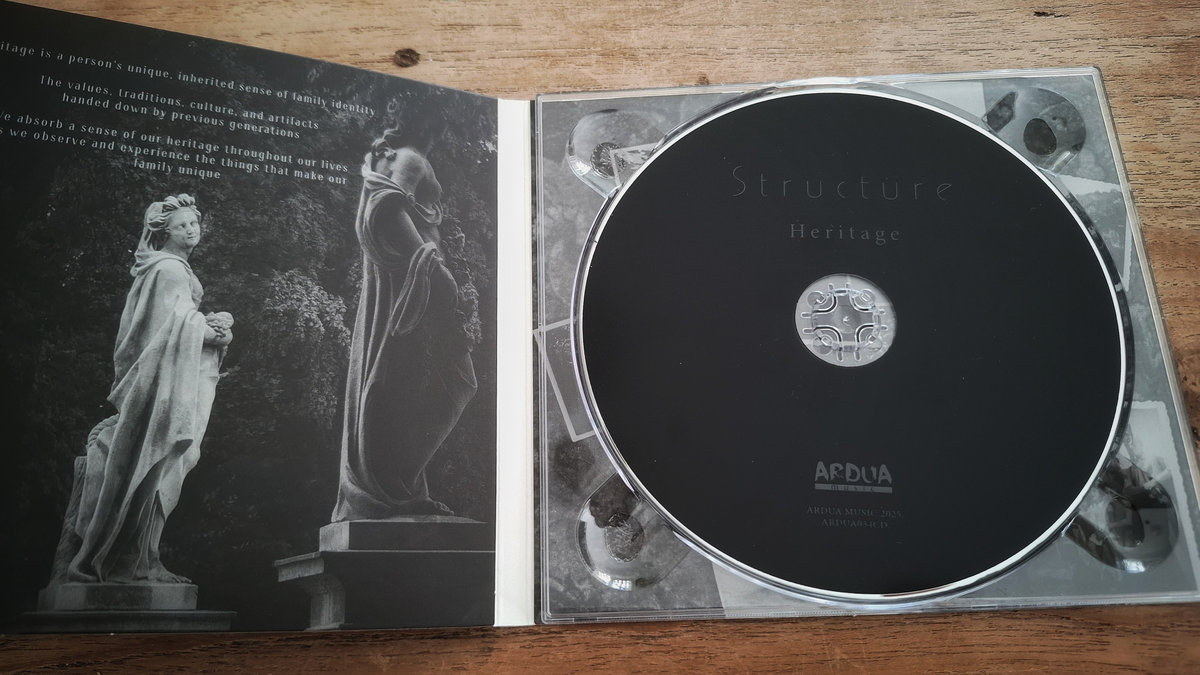 itage is a person's unique, inherited sense of family identity
The values, traditions, culture, and artifacts
handed down by previous generations
e absorb a sense of our heritage throughout our lives
s we observe and experience the things that make our
family unique
Structure
Heritage
ARDUA
MUSIC
ARDUA MUSIC 2025
ARDUA034CD